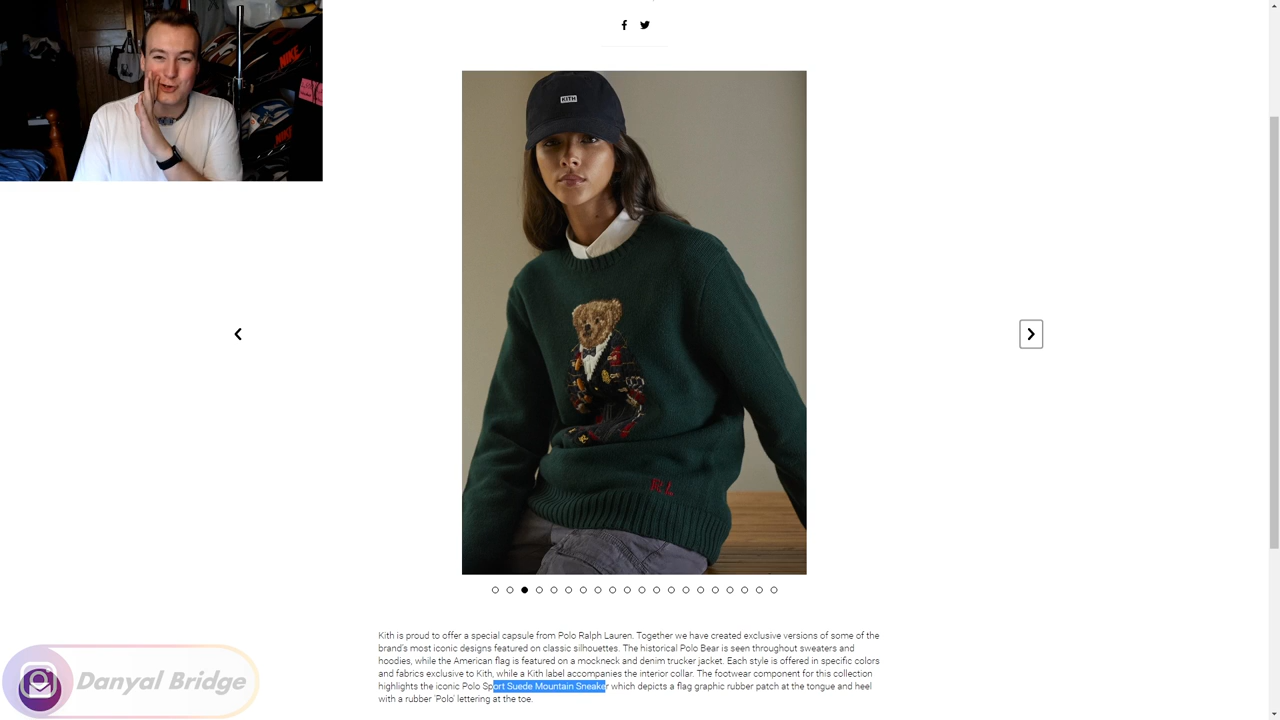 NIKE
NIKE
KITH
Kith is proud to offer a special capsule from Polo Ralph Lauren. Together we have created exclusive versions of some of the
brand's most iconic designs featured on classic silhouettes. The historical Polo Bear is seen throughout sweaters and
hoodies, while the American flag is featured on a mockneck and denim trucker jacket. Each style is offered in specific colors
and fabrics exclusive to Kith, while a Kith label accompanies the interior collar. The footwear component for this collection
highlights the iconic Polo Sport Suede Mountain Sneaker which depicts a flag graphic rubber patch at the tongue and heel
with a rubber 'Polo' lettering at the toe.
Danyal Bridge